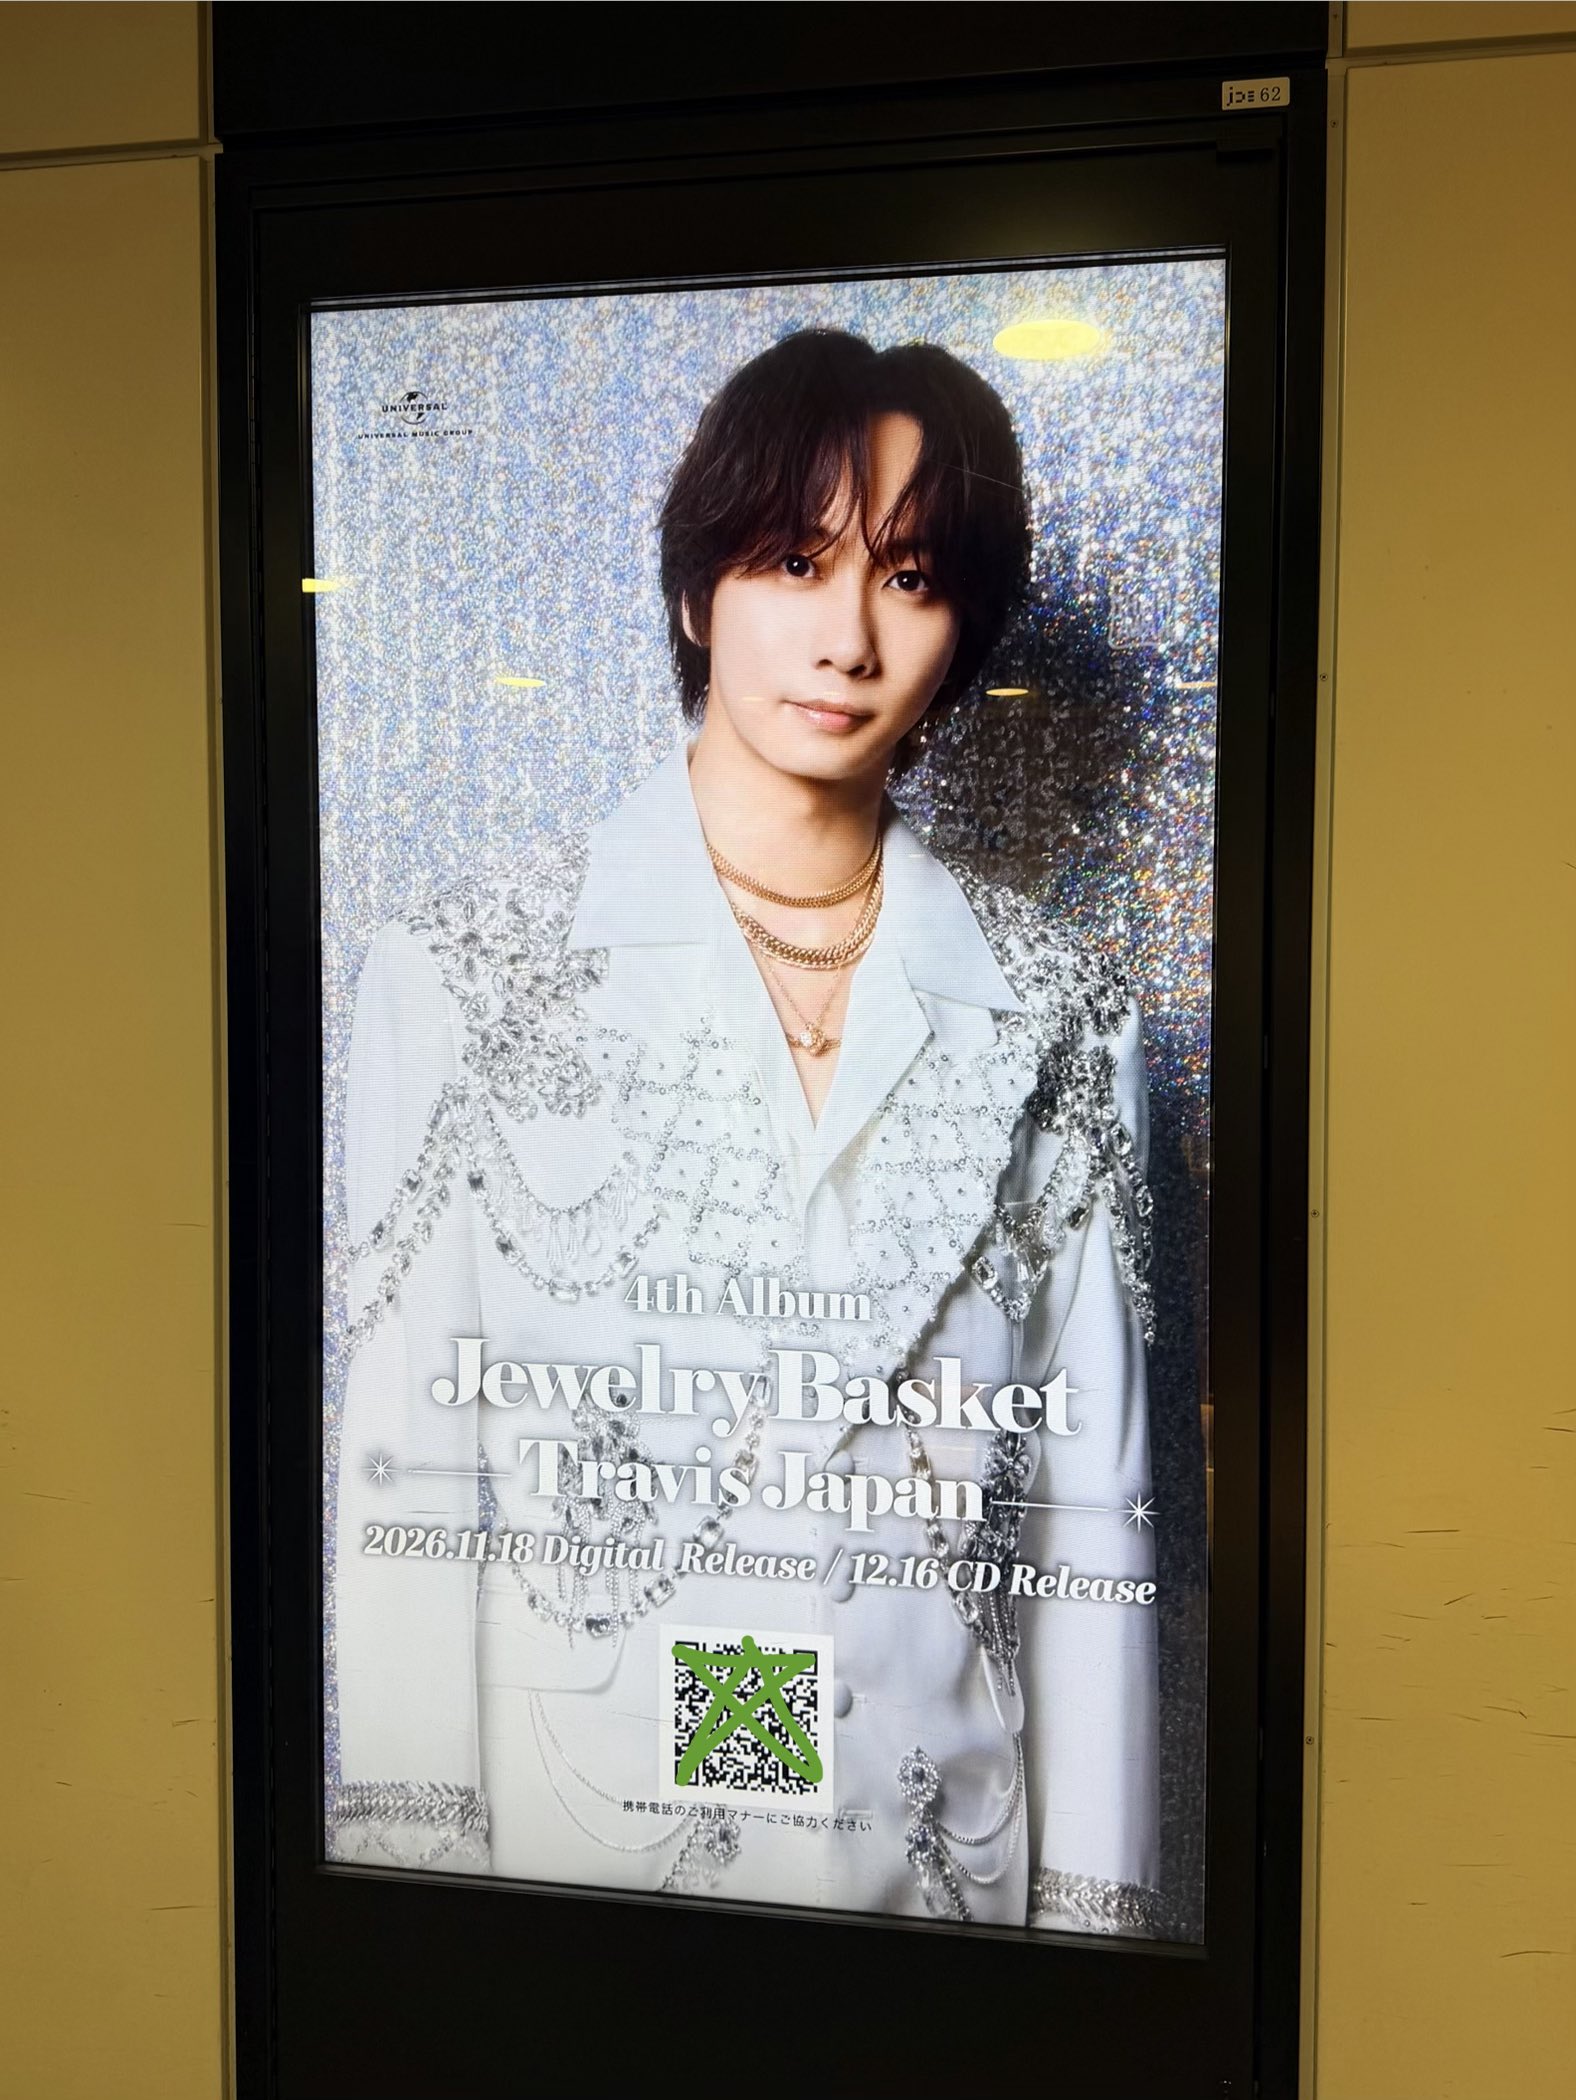 jDE 62
UNIVERSAL
UNIVERSAL MUSIC GROUP
4th Album
Jewelry Basket
Travis Japan
2026.11.18 Digital Release / 12.16 CD Release
携帯電話のご利用マナーにご協力ください